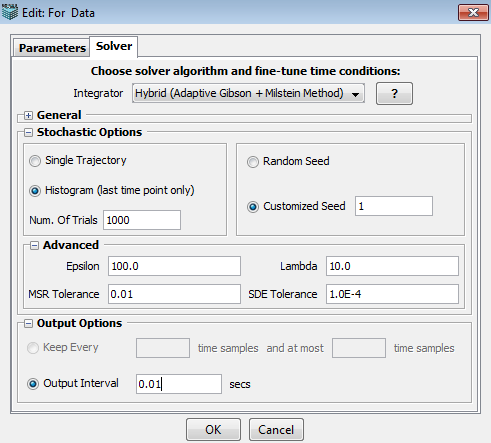 Edit: For Data
Parameters Solver
Choose solver algorithm and fine-tune time conditions:
Integrator Hybrid (Adaptive Gibson + Milstein Method) ?
General
Stochastic Options
Single Trajectory
Random Seed
Histogram (last time point only)
Customized Seed 1
Num. Of Trials 1000
Advanced
Epsilon 100.0 Lambda 10.0
MSR Tolerance 0.01 SDE Tolerance 1.0E-4
Output Options
Keep Every time samples and at most time samples
Output Interval 0.01 secs
OK Cancel